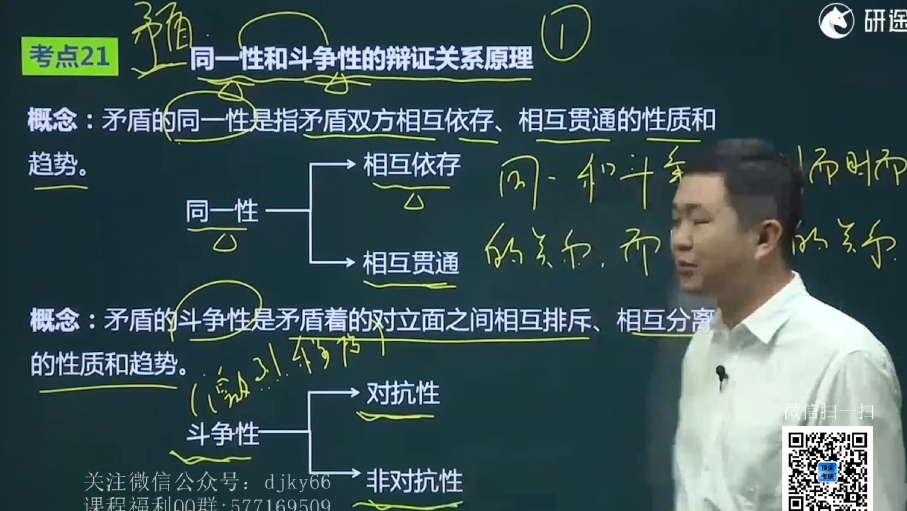 研途
矛盾
考点21
同一性和斗争性的辩证关系原理
①
概念：矛盾的同一性是指矛盾双方相互依存、相互贯通的性质和
趋势。
相互依存
同一性
相互贯通
同一和斗争
而时而
的关系，而
的关系
概念：矛盾的斗争性是矛盾着的对立面之间相互排斥、相互分离
的性质和趋势。
对抗性
斗争性
非对抗性
关注微信公众号：djky66
课程福利QQ群:577169509
微信扫一扫